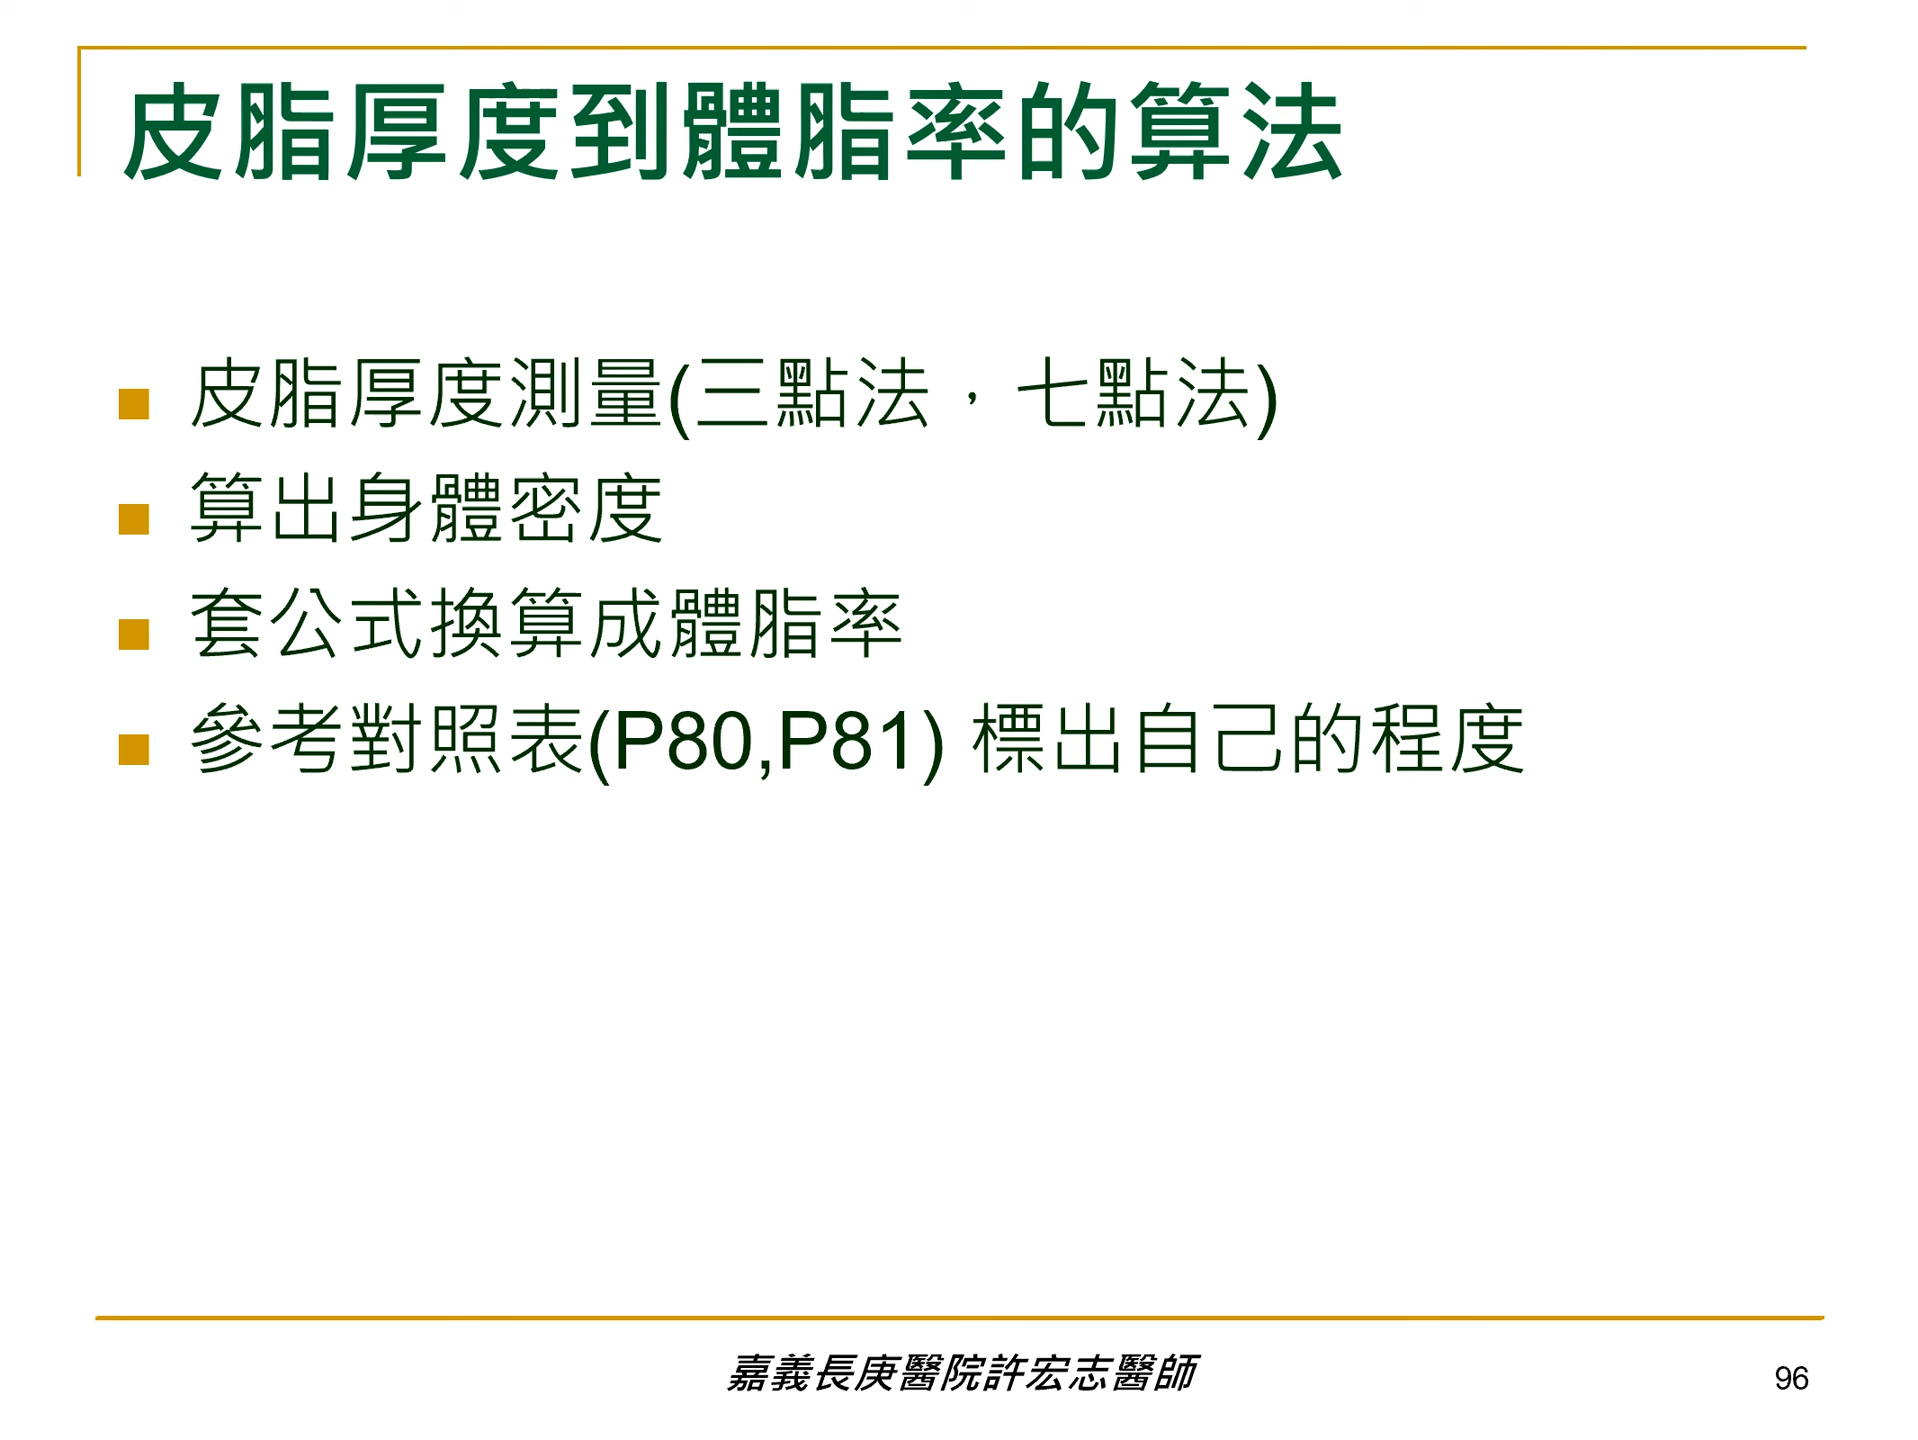 皮脂厚度到體脂率的算法
皮脂厚度測量(三點法，七點法)
算出身體密度
套公式換算成體脂率
參考對照表(P80,P81) 標出自己的程度
嘉義長庚醫院許宏志醫師
96